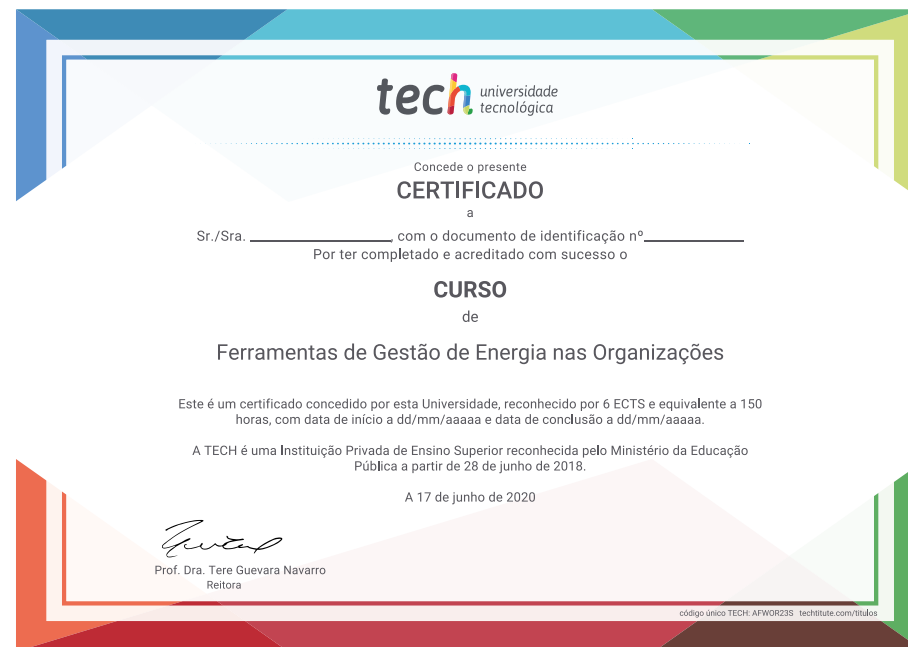 tech universidade
tecnológica
Concede o presente
CERTIFICADO
a
Sr./Sra. ____________________, com o documento de identificação nº______________
Por ter completado e acreditado com sucesso o
CURSO
de
Ferramentas de Gestão de Energia nas Organizações
Este é um certificado concedido por esta Universidade, reconhecido por 6 ECTS e equivalente a 150
horas, com data de início a dd/mm/aaaaa e data de conclusão a dd/mm/aaaaa.
A TECH é uma Instituição Privada de Ensino Superior reconhecida pelo Ministério da Educação
Pública a partir de 28 de junho de 2018.
A 17 de junho de 2020
Prof. Dra. Tere Guevara Navarro
Reitora
código único TECH: AFWOR23S techtitute.com/titulos